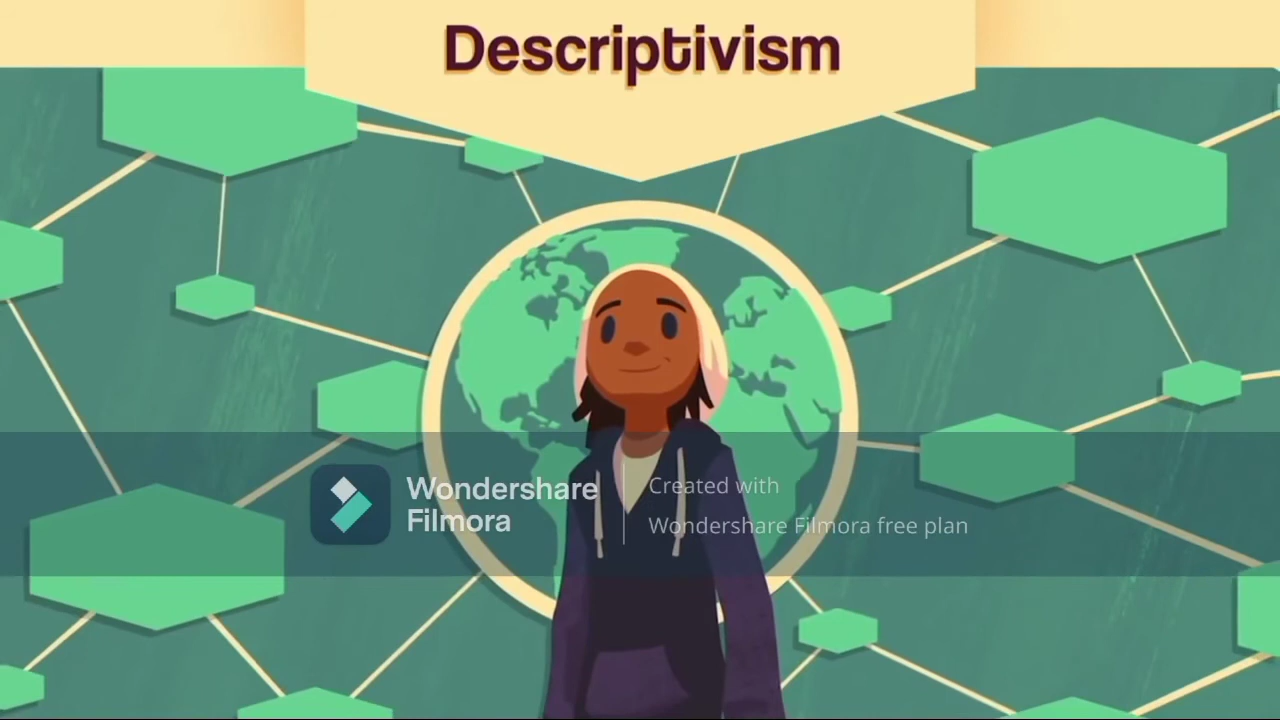 Descriptivism
Wondershare
Filmora
Created with
Wondershare Filmora free plan